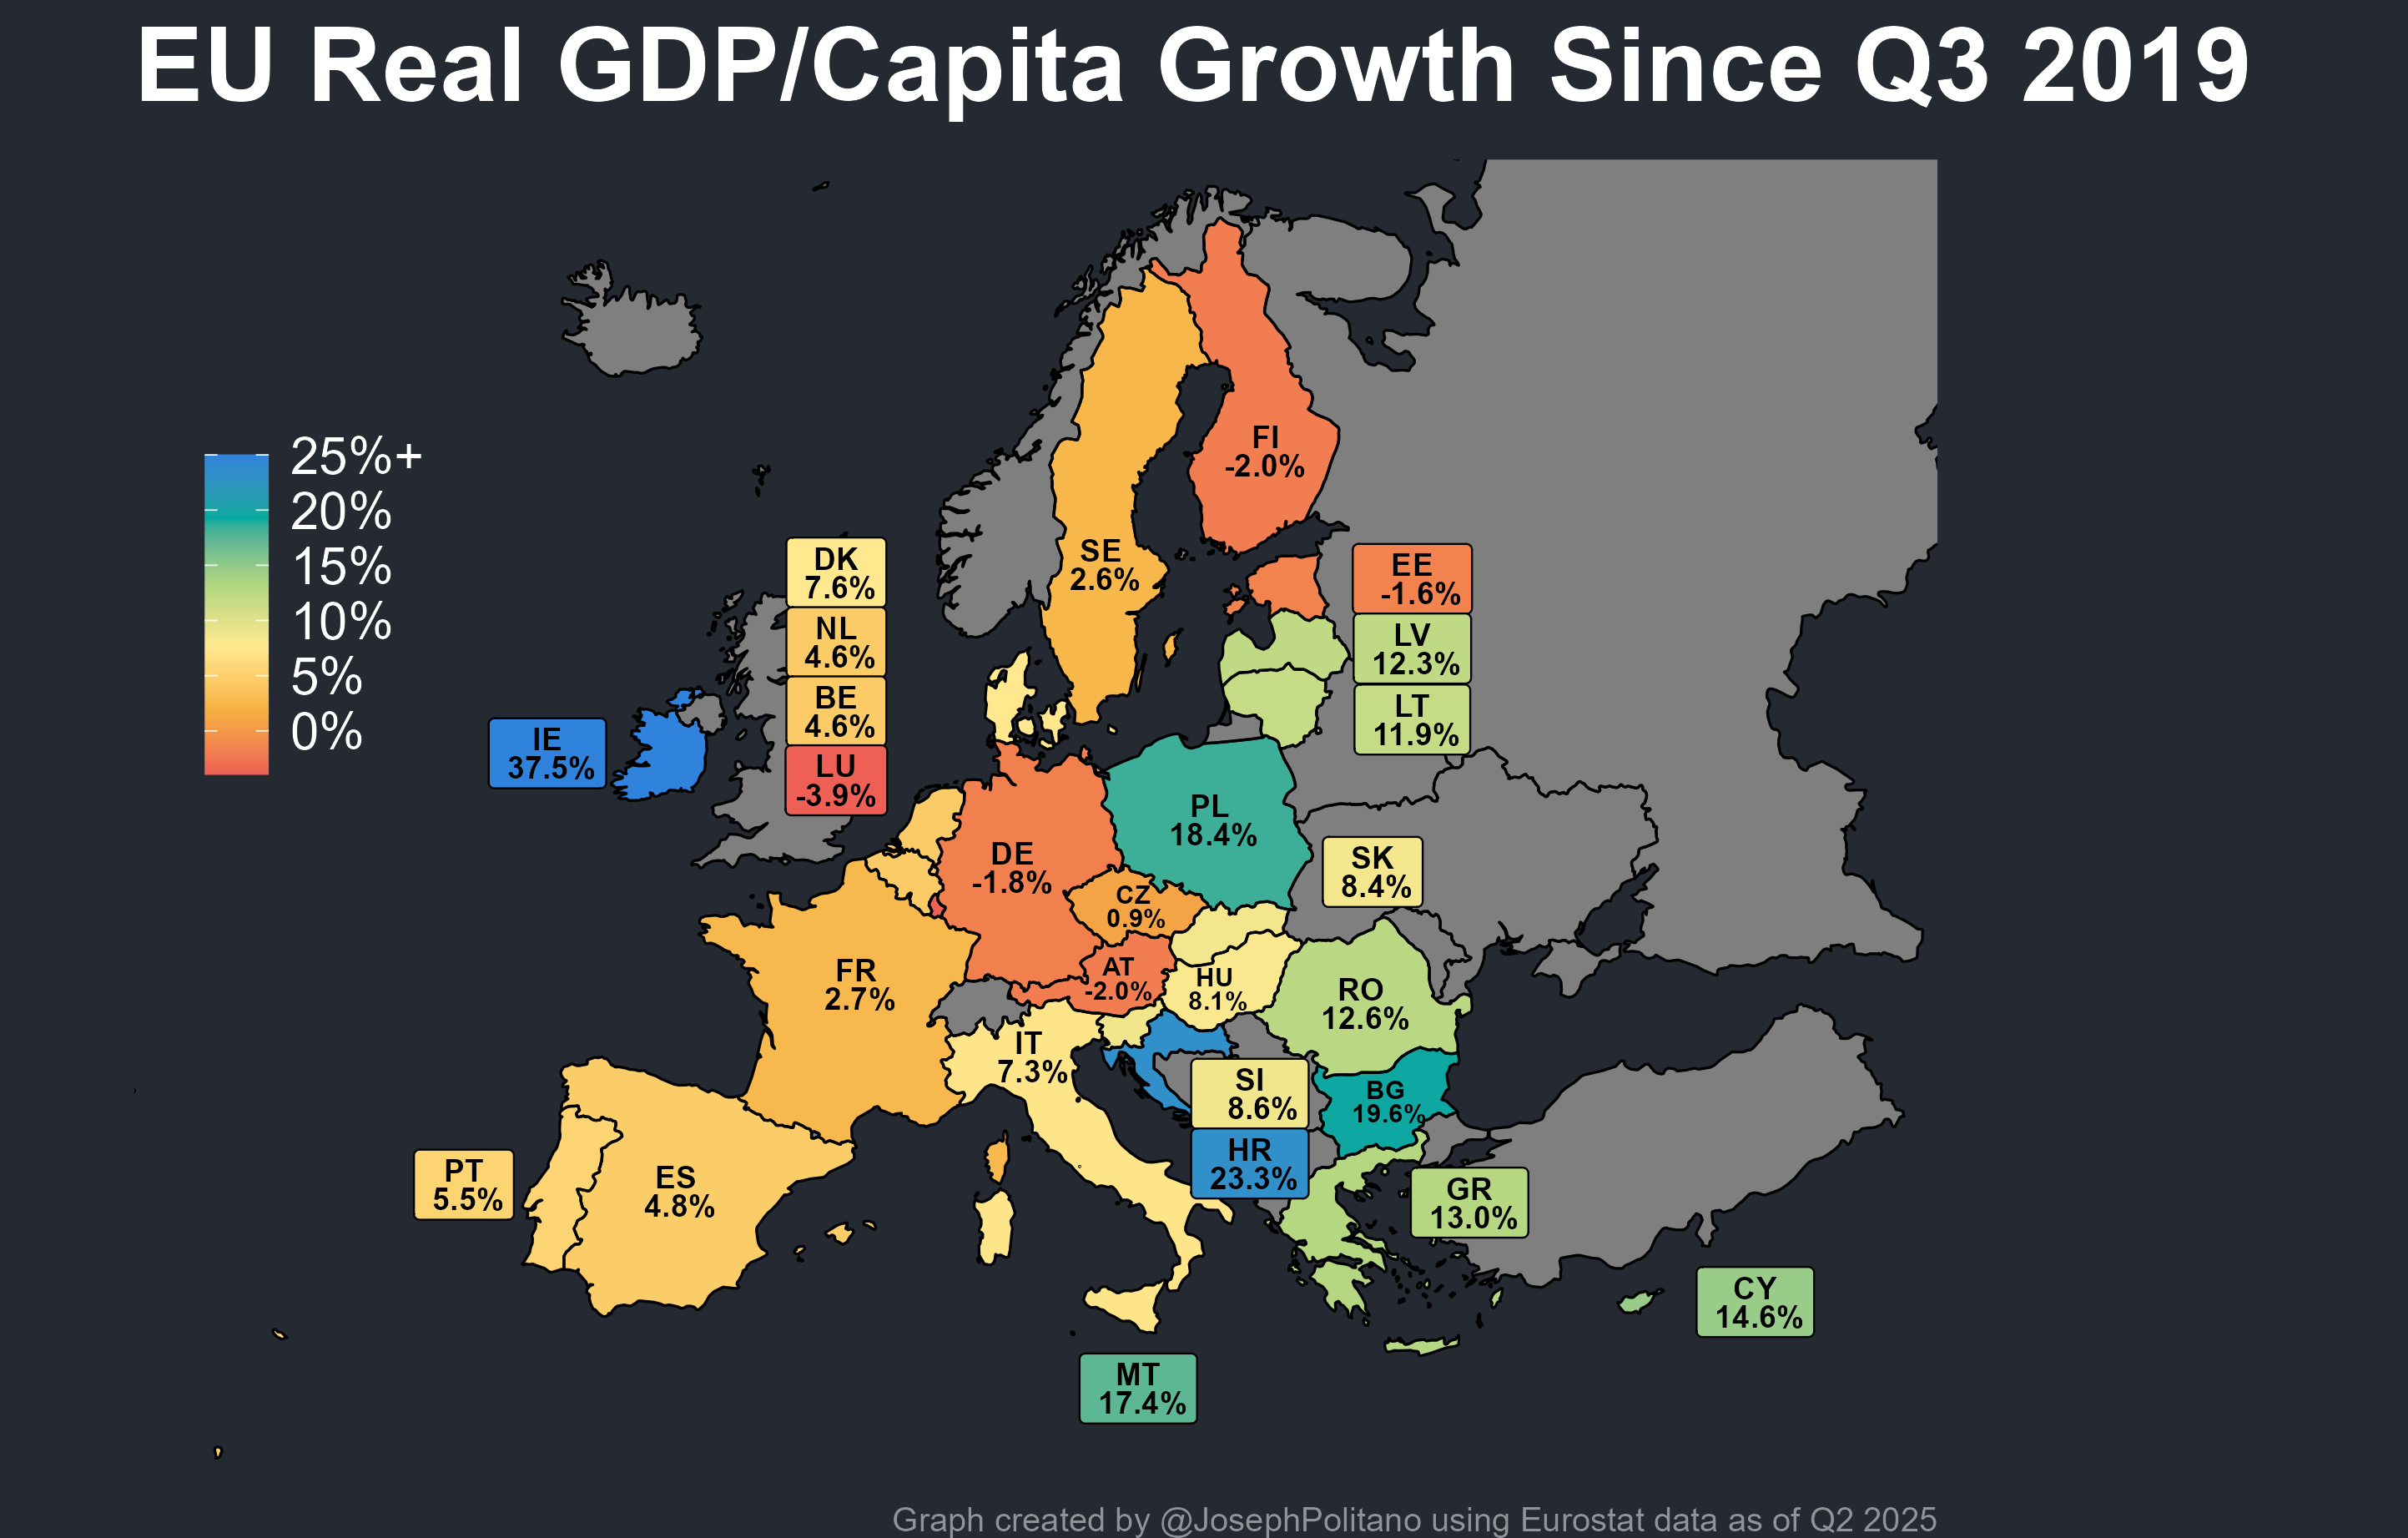 EU Real GDP/Capita Growth Since Q3 2019
25%+
20%
15%
10%
5%
0%
FI
-2.0%
SE
2.6%
DK
7.6%
NL
4.6%
BE
4.6%
LU
-3.9%
EE
-1.6%
LV
12.3%
LT
11.9%
IE
37.5%
PL
18.4%
DE
-1.8%
SK
8.4%
CZ
0.9%
FR
2.7%
AT
-2.0%
HU
8.1%
RO
12.6%
IT
7.3%
SI
8.6%
HR
23.3%
BG
19.6%
PT
5.5%
ES
4.8%
GR
13.0%
CY
14.6%
MT
17.4%
Graph created by @JosephPolitano using Eurostat data as of Q2 2025